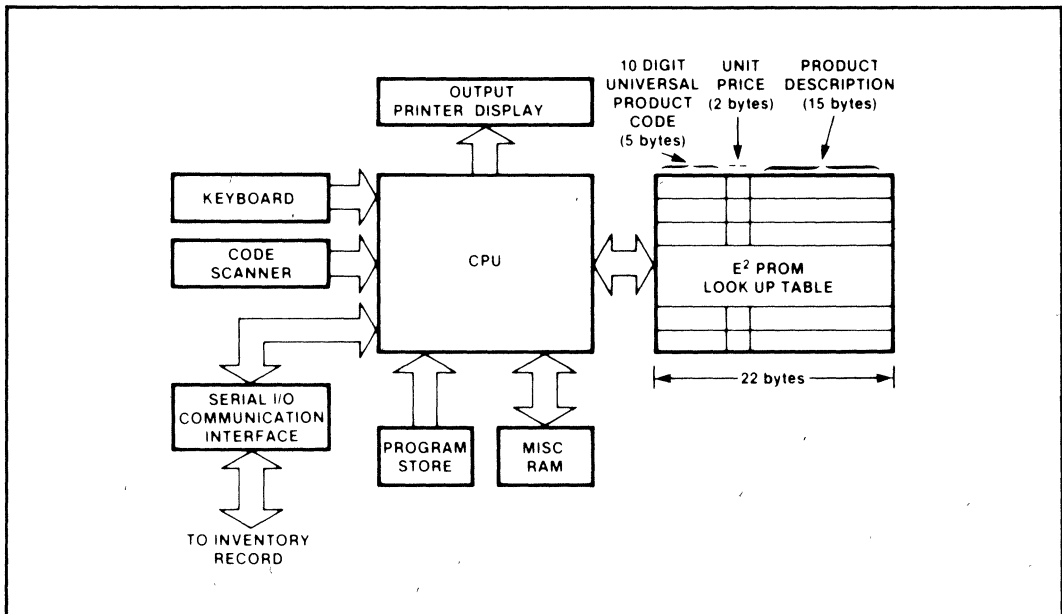 10 DIGIT
UNIVERSAL
PRODUCT
CODE
(5 bytes)
UNIT
PRICE
(2 bytes)
PRODUCT
DESCRIPTION
(15 bytes)
OUTPUT
PRINTER DISPLAY
KEYBOARD
CODE
SCANNER
CPU
E² PROM
LOOK UP TABLE
22 bytes
SERIAL I/O
COMMUNICATION
INTERFACE
PROGRAM
STORE
MISC
RAM
TO INVENTORY
RECORD